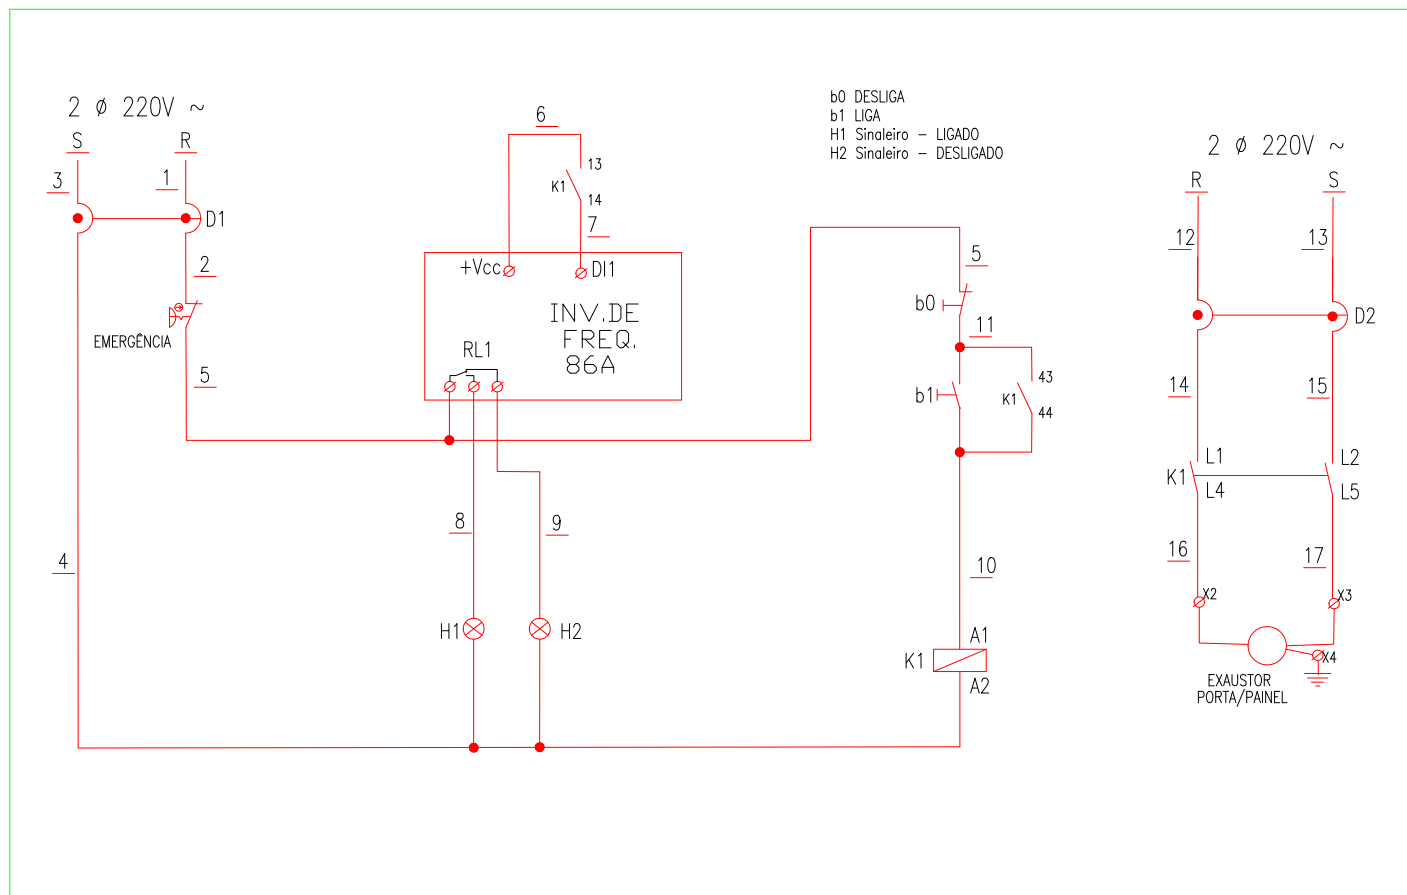 2 ø 220V ~
S
R
3
1
D1
2
EMERGÊNCIA
5
4
6
13
K1
14
7
+Vcc
DI1
INV.DE
FREQ.
86A
RL1
8
9
H1
H2
b0 DESLIGA
b1 LIGA
H1 Sinaleiro – LIGADO
H2 Sinaleiro – DESLIGADO
5
b0
11
b1
43
K1
44
10
A1
K1
A2
2 ø 220V ~
R
S
12
13
D2
14
15
L1
L2
K1
L4
L5
16
17
X2
X3
X4
EXAUSTOR
PORTA/PAINEL